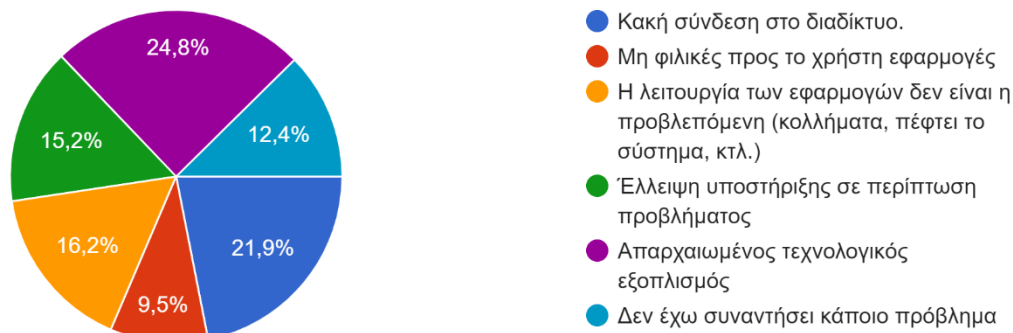 24,8%
12,4%
15,2%
21,9%
16,2%
9,5%
Κακή σύνδεση στο διαδίκτυο.
Μη φιλικές προς το χρήστη εφαρμογές
Η λειτουργία των εφαρμογών δεν είναι η
προβλεπόμενη (κολλήματα, πέφτει το
σύστημα, κτλ.)
Έλλειψη υποστήριξης σε περίπτωση
προβλήματος
Απαρχαιωμένος τεχνολογικός
εξοπλισμός
Δεν έχω συναντήσει κάποιο πρόβλημα